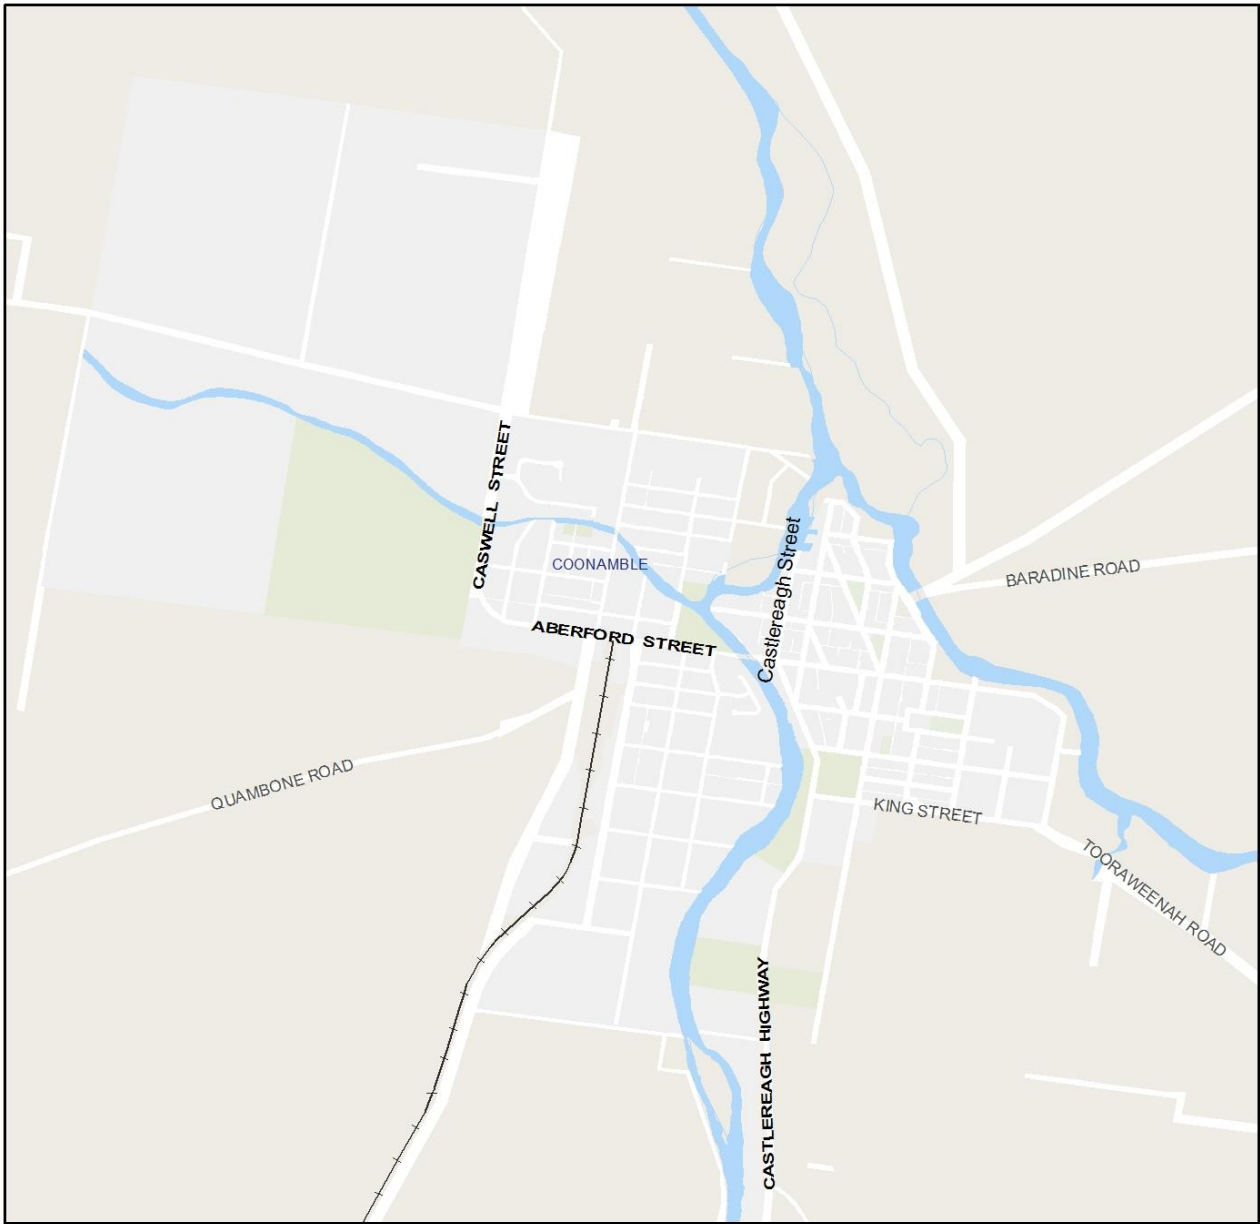 CASWELL STREET
COONAMBLE
Castlereagh Street
BARADINE ROAD
ABERFORD STREET
QUAMBONE ROAD
KING STREET
TOORAWEENAH ROAD
CASTLEREAGH HIGHWAY